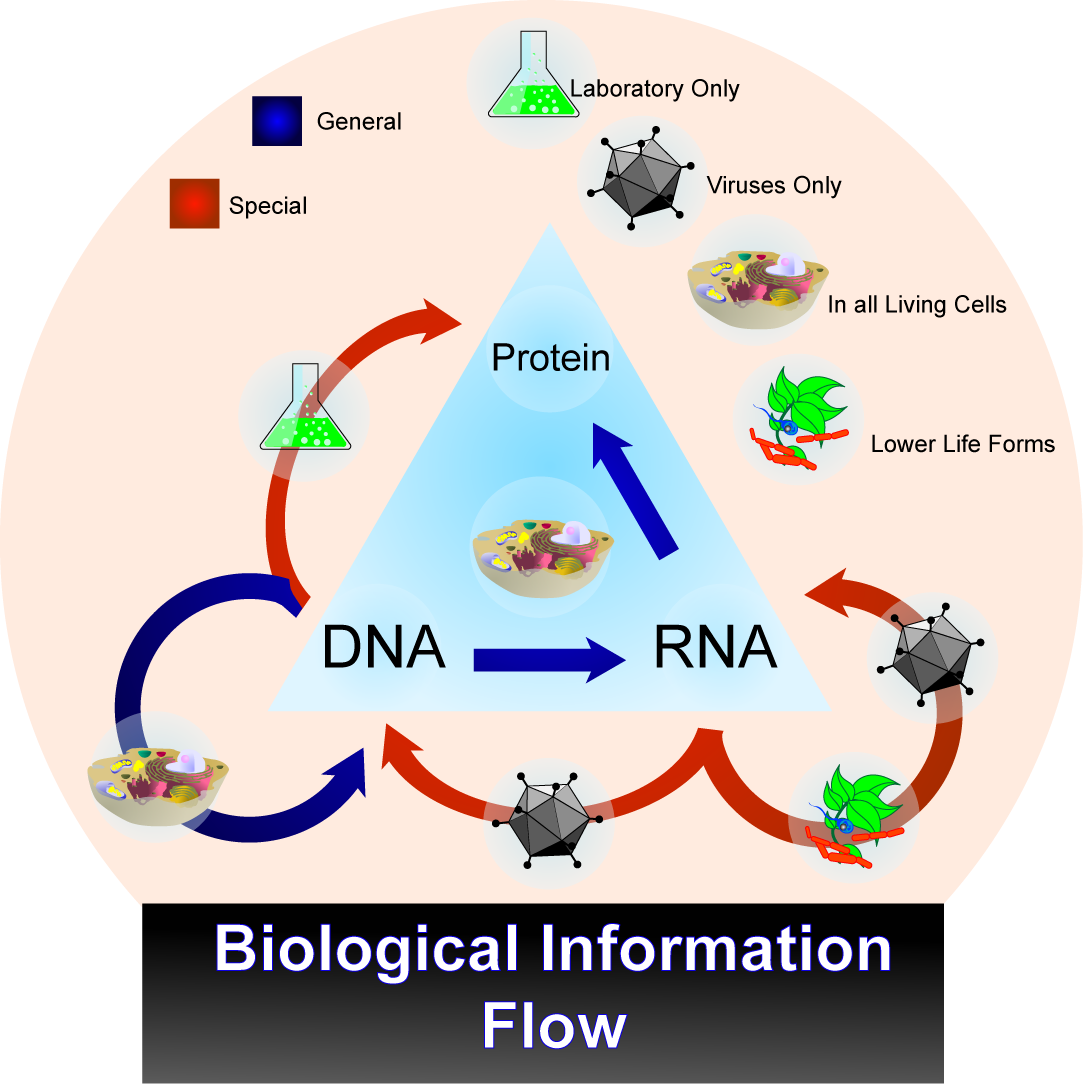 Laboratory Only
General
Viruses Only
Special
In all Living Cells
Protein
Lower Life Forms
DNA
RNA
Biological Information
Flow